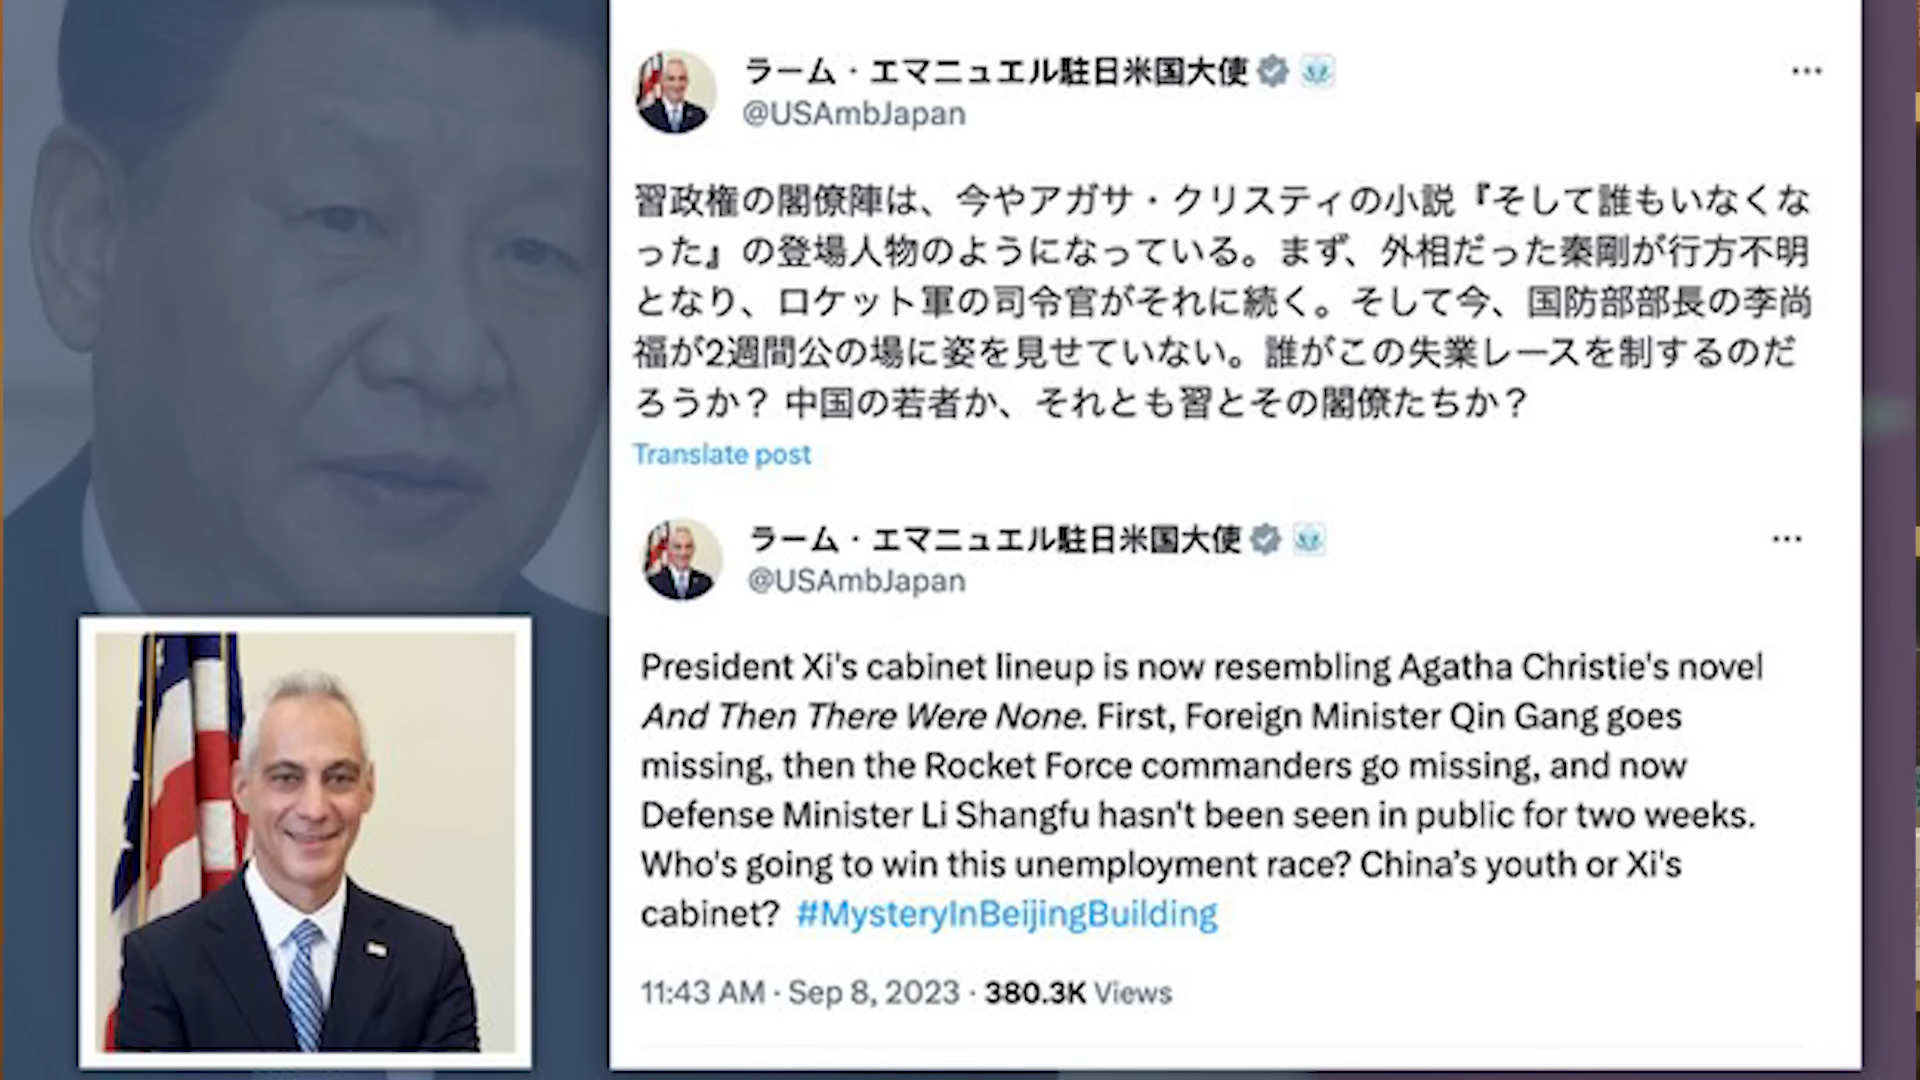 ラーム・エマニュエル駐日米国大使
@USAmbJapan
習政権の閣僚陣は、今やアガサ・クリスティの小説『そして誰もいなくな
った』の登場人物のようになっている。まず、外相だった秦剛が行方不明
となり、ロケット軍の司令官がそれに続く。そして今、国防部部長の李尚
福が2週間公の場に姿を見せていない。誰がこの失業レースを制するのだ
ろうか？ 中国の若者か、それとも習とその閣僚たちか？
Translate post
ラーム・エマニュエル駐日米国大使
@USAmbJapan
President Xi's cabinet lineup is now resembling Agatha Christie's novel
And Then There Were None. First, Foreign Minister Qin Gang goes
missing, then the Rocket Force commanders go missing, and now
Defense Minister Li Shangfu hasn't been seen in public for two weeks.
Who's going to win this unemployment race? China’s youth or Xi's
cabinet? #MysteryInBeijingBuilding
11:43 AM · Sep 8, 2023 · 380.3K Views